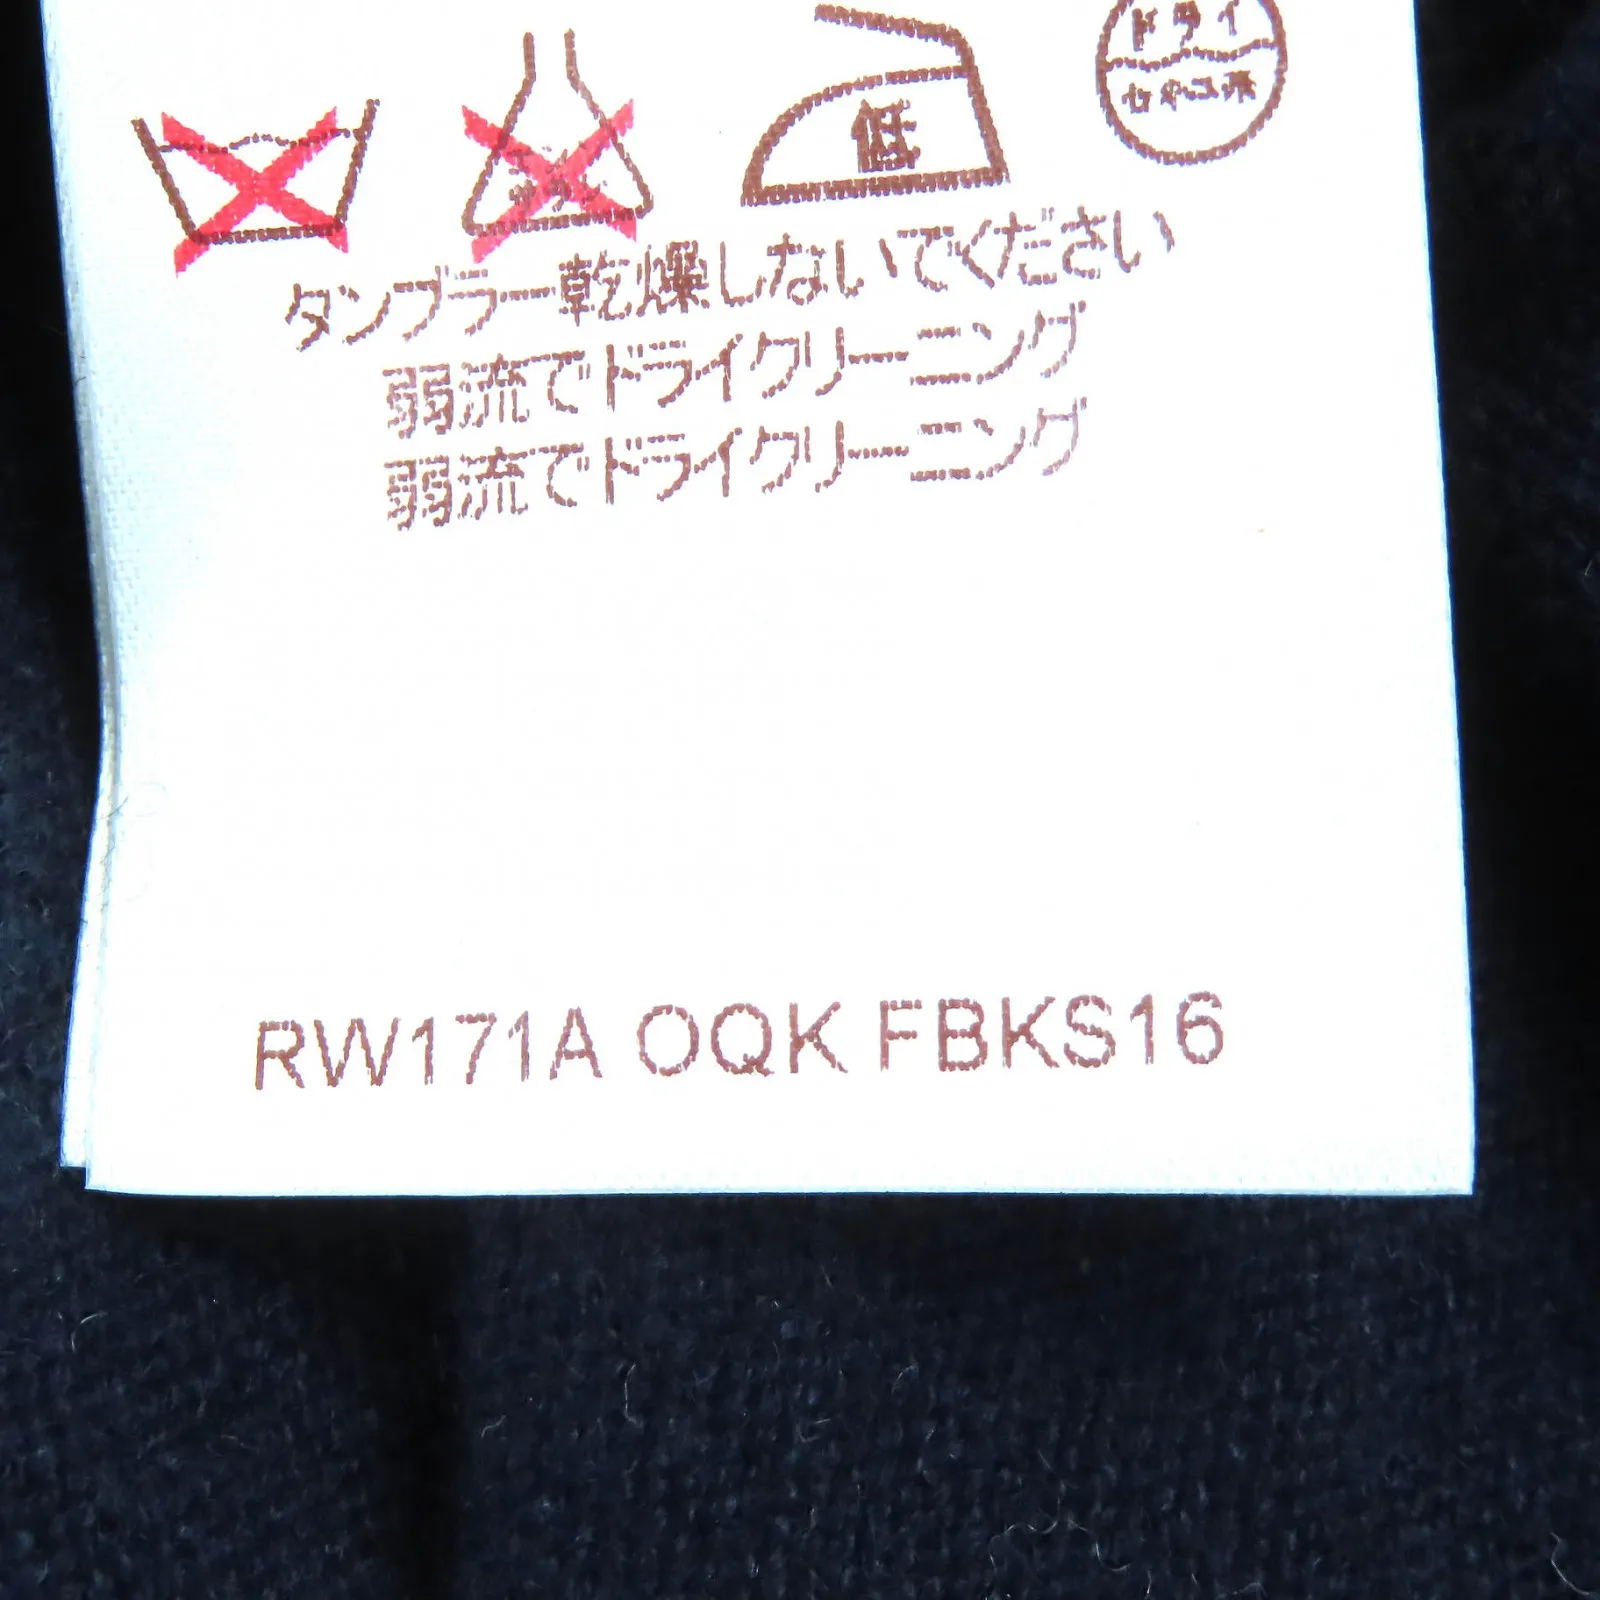 ドライ
セキユ系
低
タンブラー乾燥しないでください
弱流でドライクリーニング
弱流でドライクリーニング
RW171A OQK FBKS16